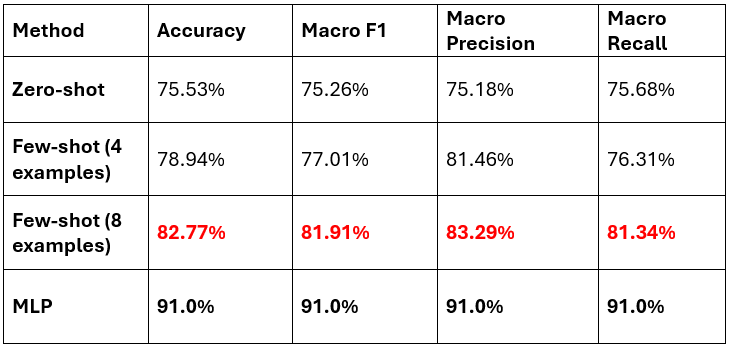 Method Accuracy Macro F1 Macro Precision Macro Recall
Zero-shot 75.53% 75.26% 75.18% 75.68%
Few-shot (4 examples) 78.94% 77.01% 81.46% 76.31%
Few-shot (8 examples) 82.77% 81.91% 83.29% 81.34%
MLP 91.0% 91.0% 91.0% 91.0%